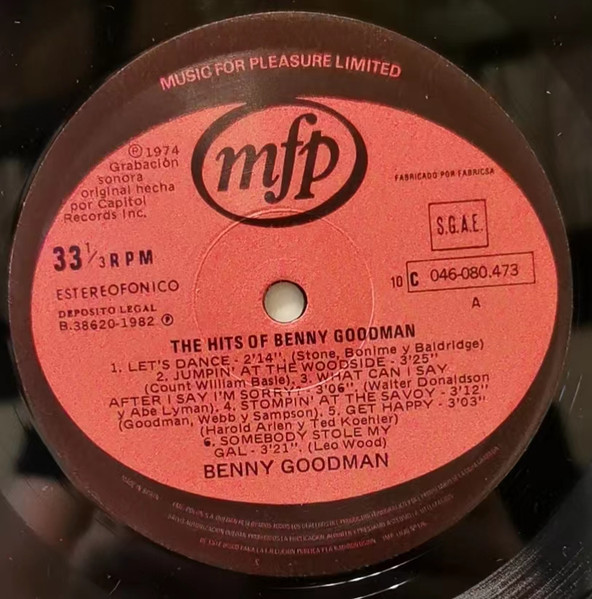 MUSIC FOR PLEASURE LIMITED
mfp
℗ 1974
Grabación
sonora
original hecha
por Capitol
Records Inc.
FABRICADO POR FABRICSA
S.G.A.E.
33 1/3 RPM
ESTEREOFONICO
DEPOSITO LEGAL
B.38620-1982 ℗
10 C 046-080.473
A
THE HITS OF BENNY GOODMAN
1. LET'S DANCE - 2'14". (Stone, Bonime y Baldridge)
2. JUMPIN' AT THE WOODSIDE - 3'25"
(Count William Basie). 3. WHAT CAN I SAY
AFTER I SAY I'M SORRY? - 3'06". (Walter Donaldson
y Abe Lyman). 4. STOMPIN' AT THE SAVOY - 3'12"
(Goodman, Webb y Sampson). 5. GET HAPPY - 3'03".
(Harold Arlen y Ted Koehler)
6. SOMEBODY STOLE MY
GAL - 3'21". (Leo Wood)
BENNY GOODMAN
MADE IN SPAIN